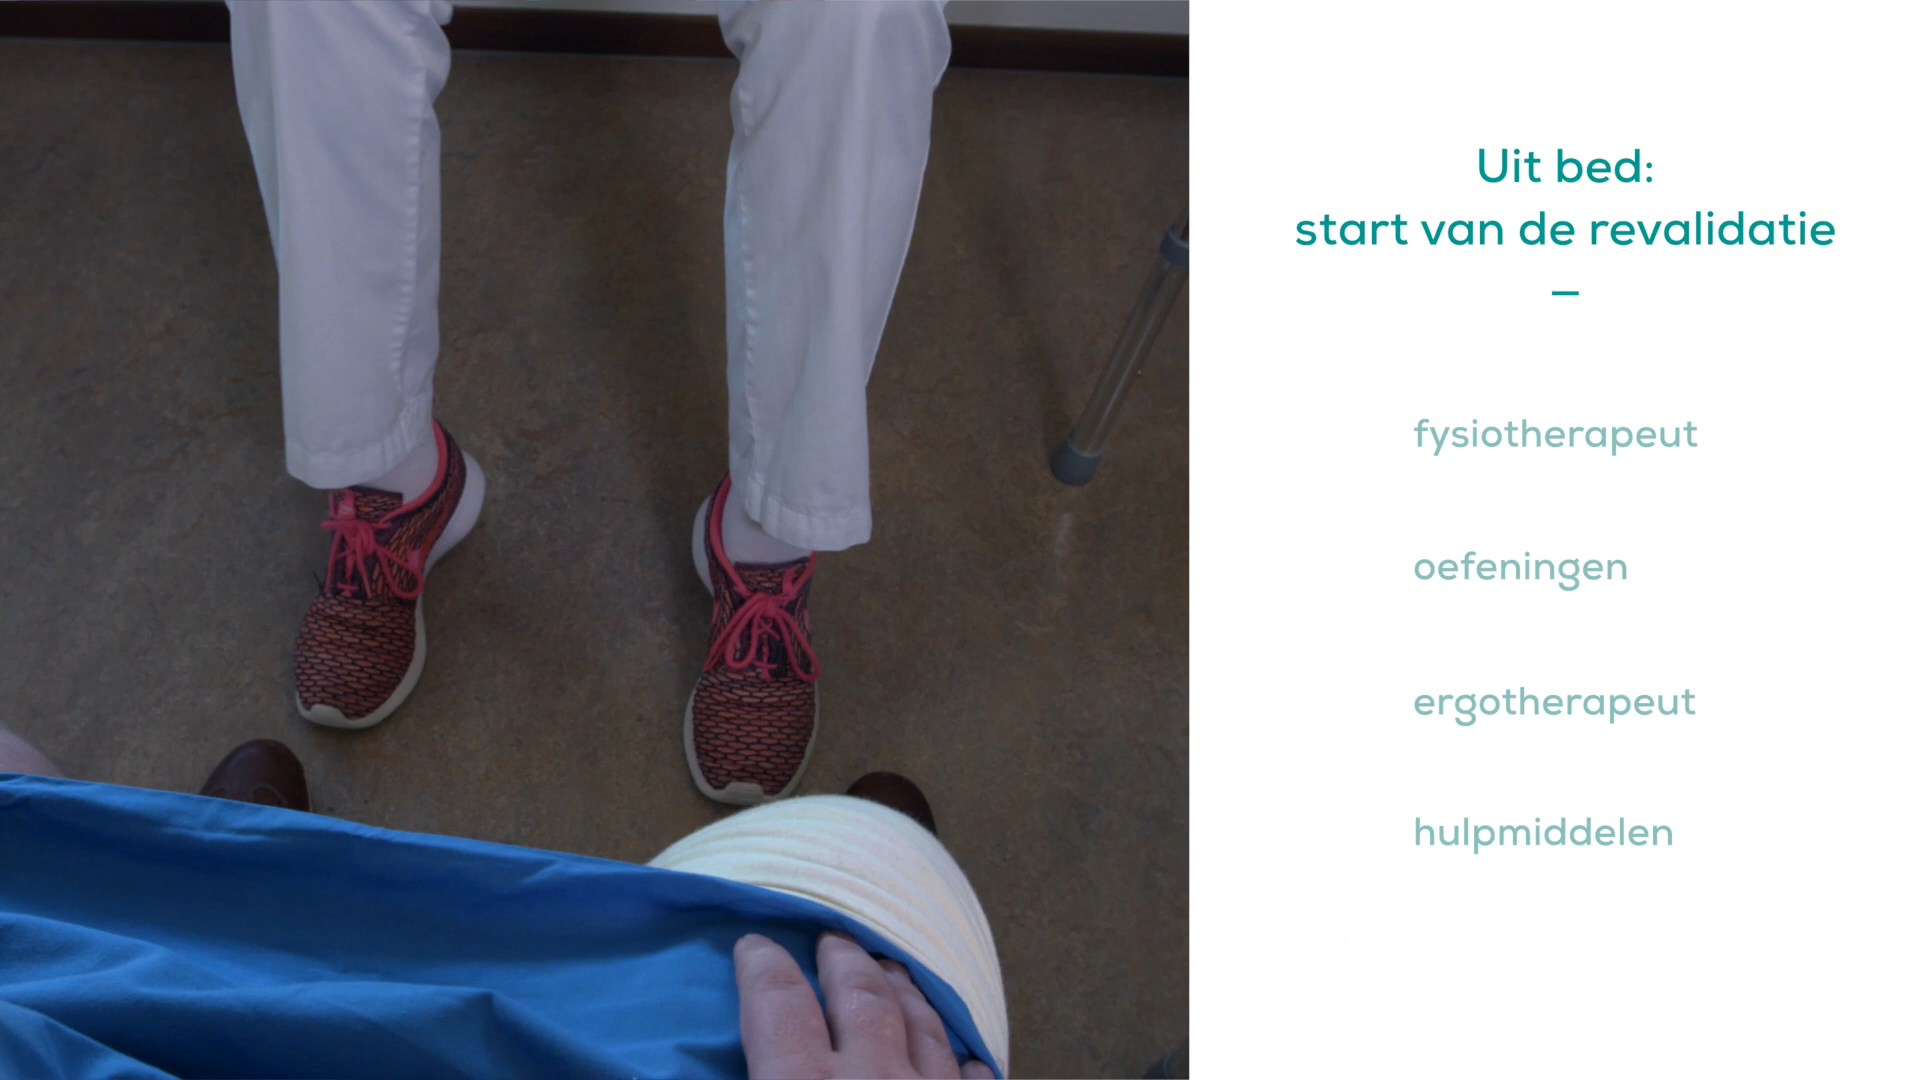 Uit bed:
start van de revalidatie
–
fysiotherapeut
oefeningen
ergotherapeut
hulpmiddelen